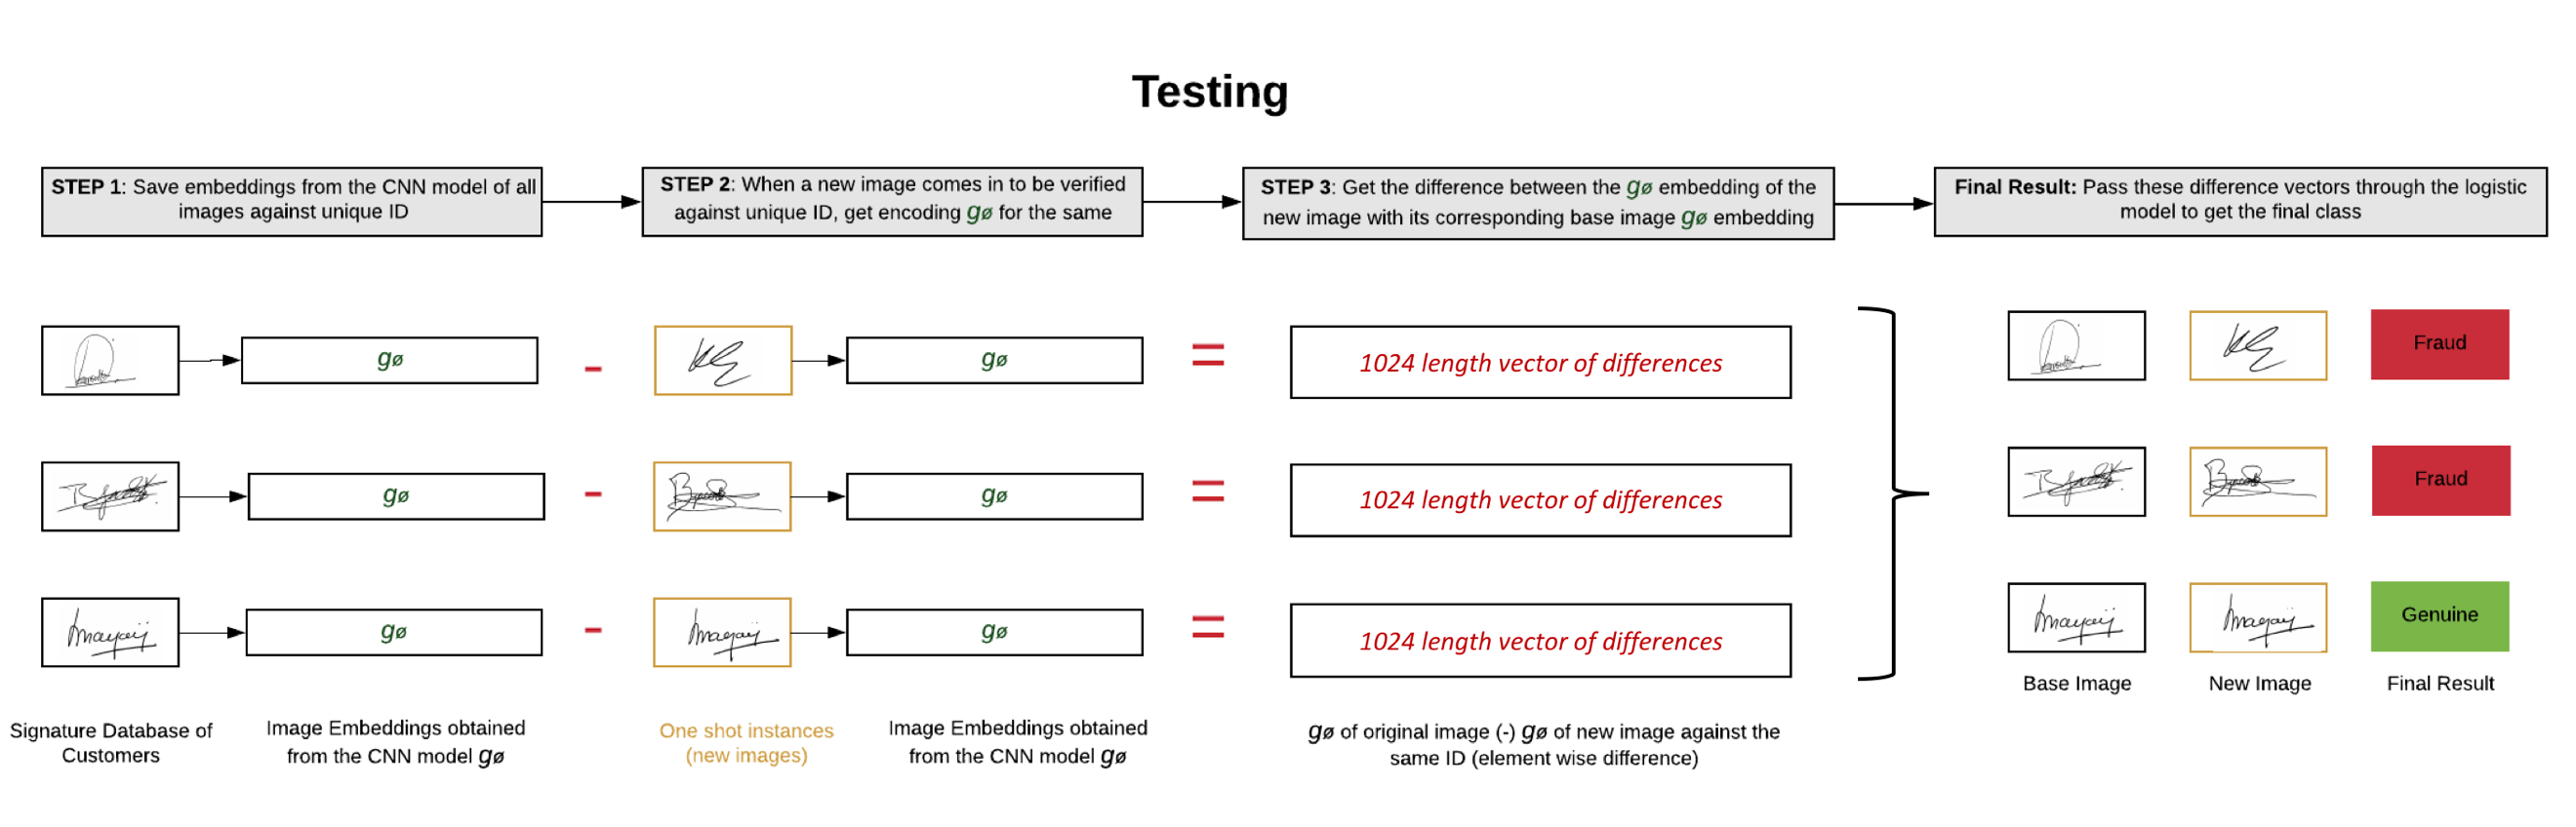 Testing
STEP 1: Save embeddings from the CNN model of all
images against unique ID
STEP 2: When a new image comes in to be verified
against unique ID, get encoding gø for the same
STEP 3: Get the difference between the gø embedding of the
new image with its corresponding base image gø embedding
Final Result: Pass these difference vectors through the logistic
model to get the final class
gø
-
gø
=
1024 length vector of differences
Fraud
gø
-
gø
=
1024 length vector of differences
Fraud
gø
-
gø
=
1024 length vector of differences
Genuine
Base Image
New Image
Final Result
Signature Database of
Customers
Image Embeddings obtained
from the CNN model gø
One shot instances
(new images)
Image Embeddings obtained
from the CNN model gø
gø of original image (-) gø of new image against the
same ID (element wise difference)